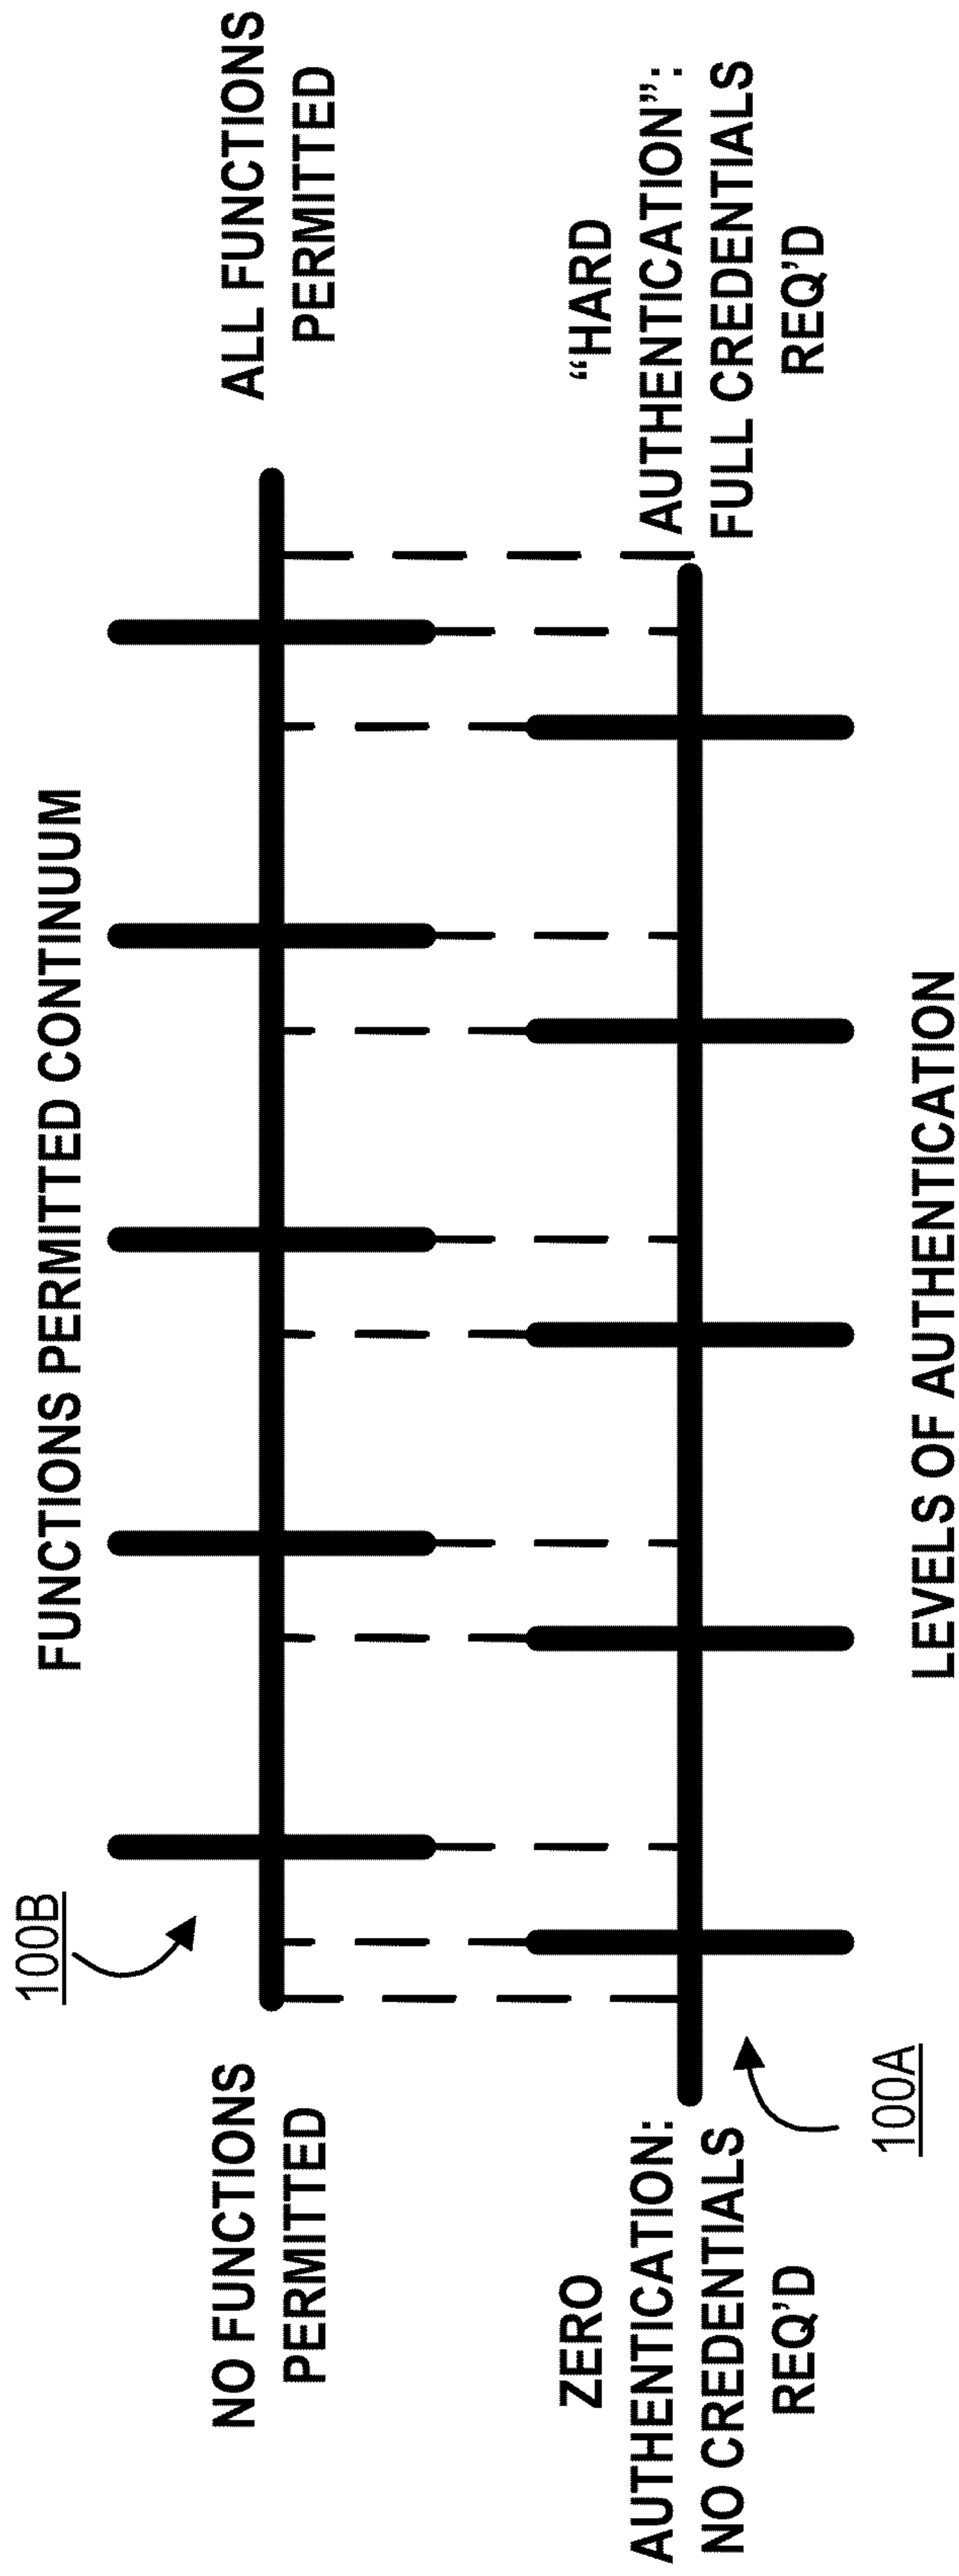 FUNCTIONS PERMITTED CONTINUUM
100B
NO FUNCTIONS
PERMITTED
ALL FUNCTIONS
PERMITTED
ZERO
AUTHENTICATION:
NO CREDENTIALS
REQ'D
“HARD
AUTHENTICATION”:
FULL CREDENTIALS
REQ’D
100A
LEVELS OF AUTHENTICATION